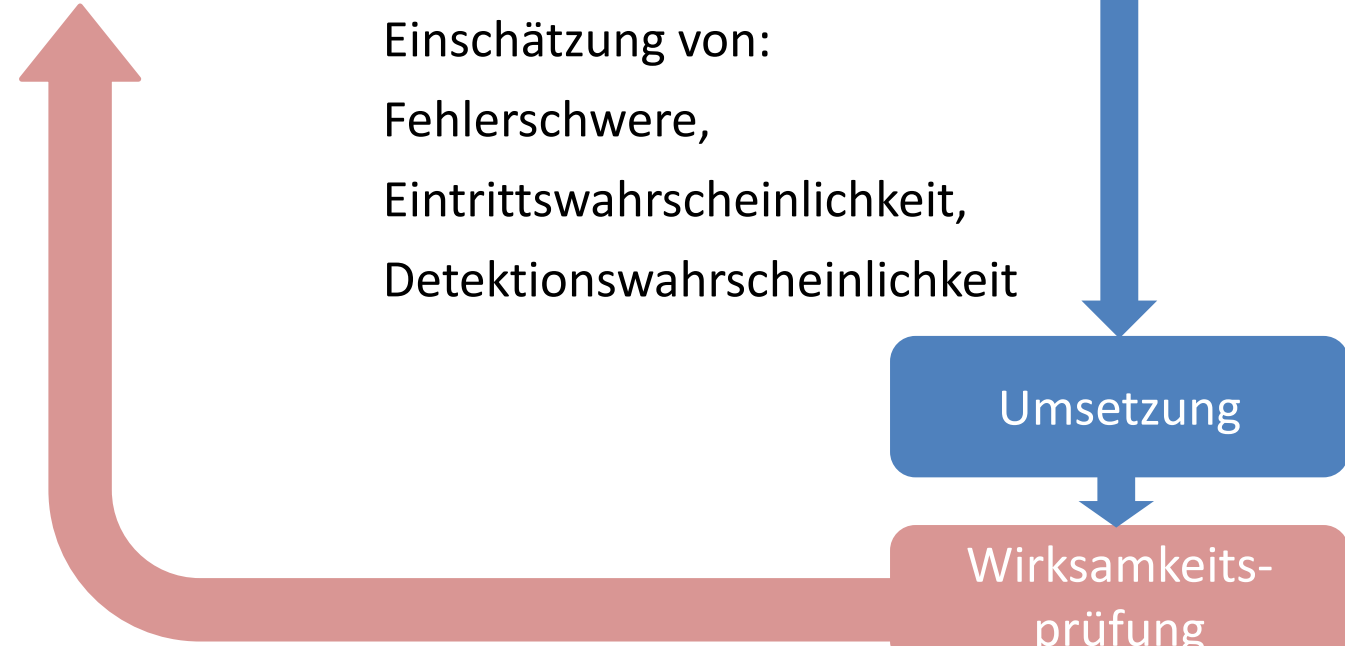 Einschätzung von:
Fehlerschwere,
Eintrittswahrscheinlichkeit,
Detektionswahrscheinlichkeit
Umsetzung
Wirksamkeits-
prüfung